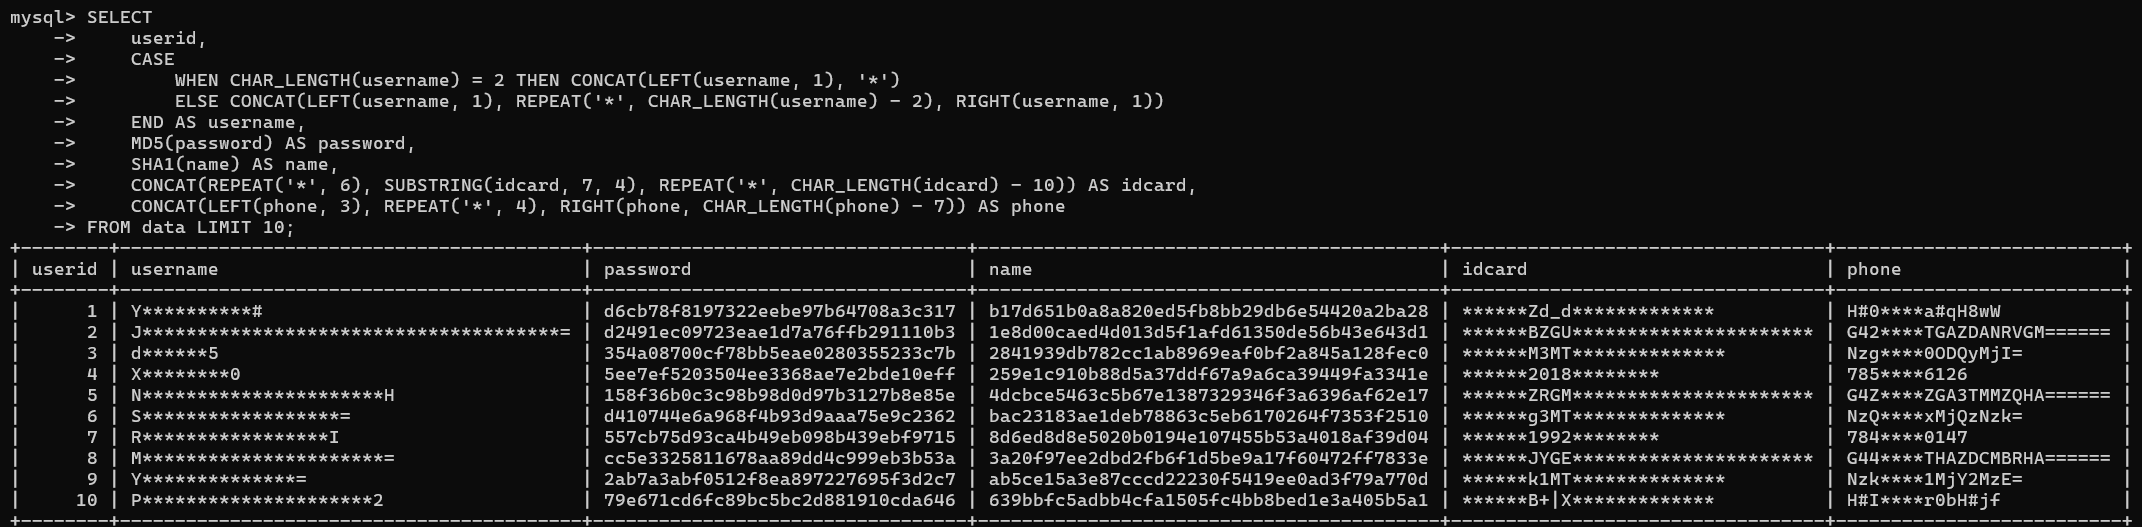 mysql> SELECT
    ->     userid,
    ->     CASE
    ->         WHEN CHAR_LENGTH(username) = 2 THEN CONCAT(LEFT(username, 1), '*')
    ->         ELSE CONCAT(LEFT(username, 1), REPEAT('*', CHAR_LENGTH(username) - 2), RIGHT(username, 1))
    ->     END AS username,
    ->     MD5(password) AS password,
    ->     SHA1(name) AS name,
    ->     CONCAT(REPEAT('*', 6), SUBSTRING(idcard, 7, 4), REPEAT('*', CHAR_LENGTH(idcard) - 10)) AS idcard,
    ->     CONCAT(LEFT(phone, 3), REPEAT('*', 4), RIGHT(phone, CHAR_LENGTH(phone) - 7)) AS phone
    -> FROM data LIMIT 10;
+--------+------------------------------------------+----------------------------------+------------------------------------------+----------------------------------+--------------------------+
| userid | username                                 | password                         | name                                     | idcard                           | phone                    |
+--------+------------------------------------------+----------------------------------+------------------------------------------+----------------------------------+--------------------------+
|      1 | Y**********#                             | d6cb78f8197322eebe97b64708a3c317 | b17d651b0a8a820ed5fb8bb29db6e54420a2ba28 | ******Zd_d*************          | H#0****a#qH8wW           |
|      2 | J**************************************= | d2491ec09723eae1d7a76ffb291110b3 | 1e8d00caed4d013d5f1afd61350de56b43e643d1 | ******BZGU********************** | G42****TGAZDANRVGM====== |
|      3 | d******5                                 | 354a08700cf78bb5eae0280355233c7b | 2841939db782cc1ab8969eaf0bf2a845a128fec0 | ******M3MT**************         | Nzg****0ODQyMjI=         |
|      4 | X********0                               | 5ee7ef5203504ee3368ae7e2bde10eff | 259e1c910b88d5a37ddf67a9a6ca39449fa3341e | ******2018********               | 785****6126              |
|      5 | N**********************H                 | 158f36b0c3c98b98d0d97b3127b8e85e | 4dcbce5463c5b67e1387329346f3a6396af62e17 | ******ZRGM********************** | G4Z****ZGA3TMMZQHA====== |
|      6 | S******************=                     | d410744e6a968f4b93d9aaa75e9c2362 | bac23183ae1deb78863c5eb6170264f7353f2510 | ******g3MT**************         | NzQ****xMjQzNzk=         |
|      7 | R*****************I                      | 557cb75d93ca4b49eb098b439ebf9715 | 8d6ed8d8e5020b0194e107455b53a4018af39d04 | ******1992********               | 784****0147              |
|      8 | M**********************=                 | cc5e3325811678aa89dd4c999eb3b53a | 3a20f97ee2dbd2fb6f1d5be9a17f60472ff7833e | ******JYGE********************** | G44****THAZDCMBRHA====== |
|      9 | Y**************=                         | 2ab7a3abf0512f8ea897227695f3d2c7 | ab5ce15a3e87cccd22230f5419ee0ad3f79a770d | ******k1MT**************         | Nzk****1MjY2MzE=         |
|     10 | P*********************2                  | 79e671cd6fc89bc5bc2d881910cda646 | 639bbfc5adbb4cfa1505fc4bb8bed1e3a405b5a1 | ******B+|X*************          | H#I****r0bH#jf           |
+--------+------------------------------------------+----------------------------------+------------------------------------------+----------------------------------+--------------------------+